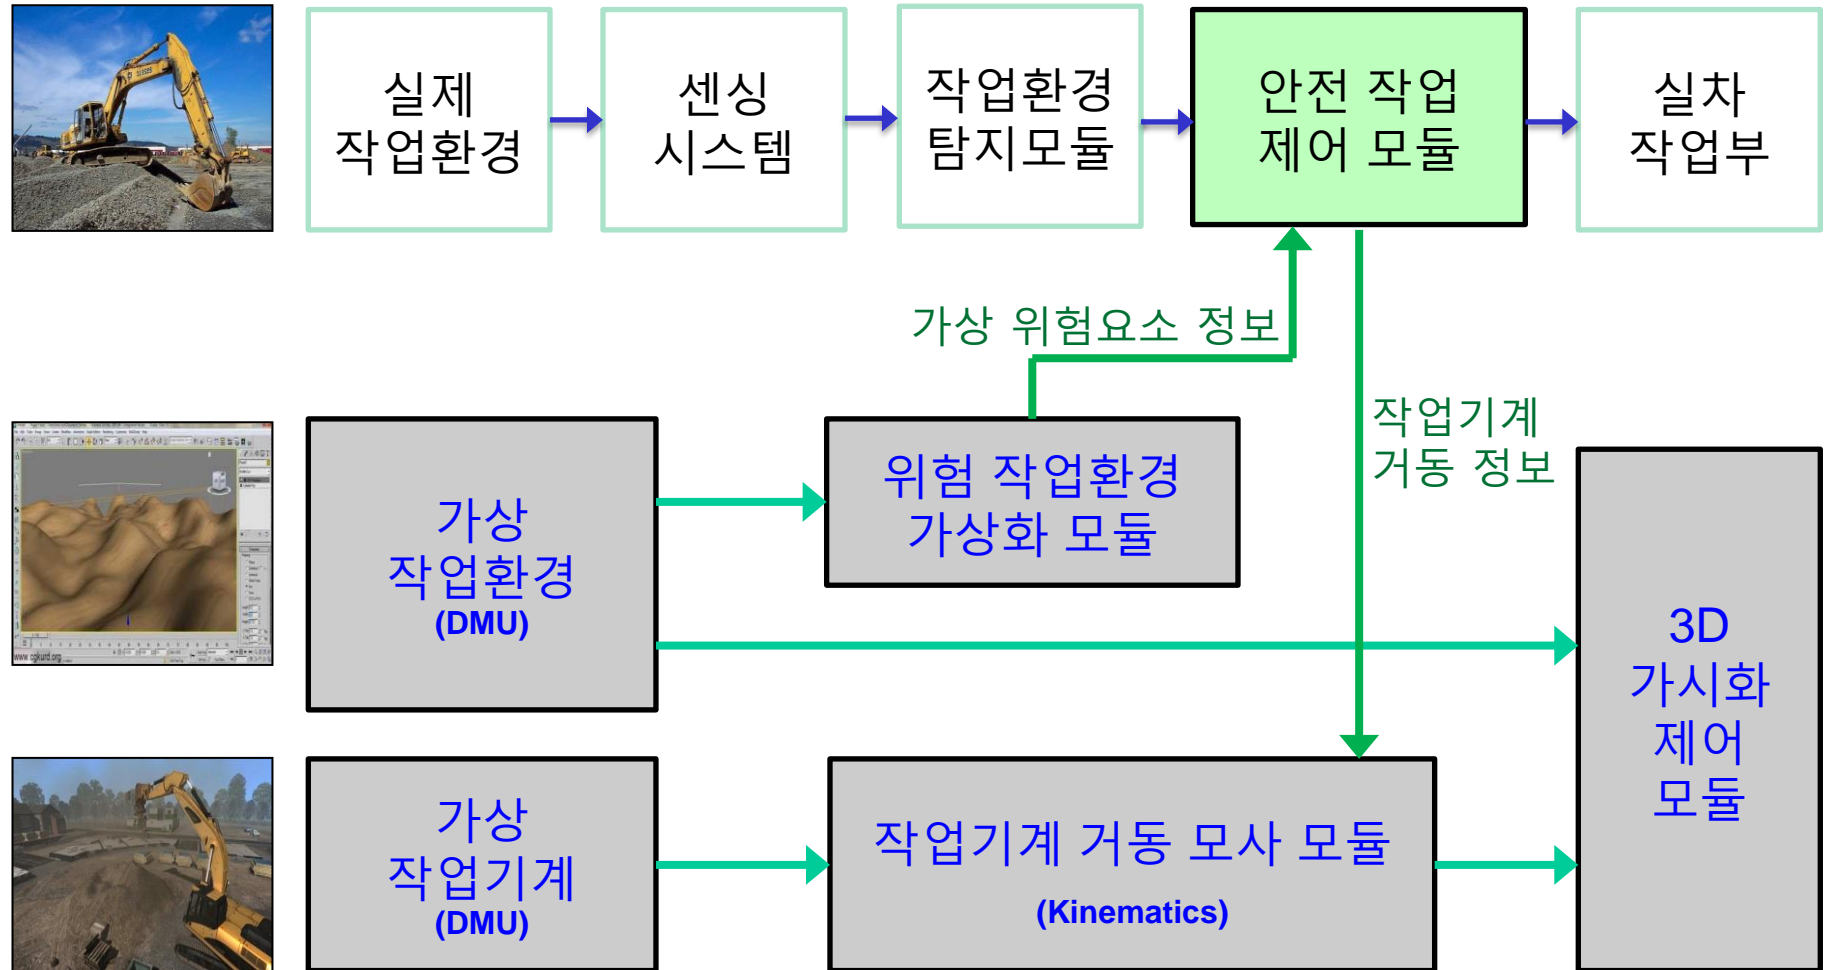 실제
작업환경
센싱
시스템
작업환경
탐지모듈
안전 작업
제어 모듈
실차
작업부
가상 위험요소 정보
작업기계
거동 정보
가상
작업환경
(DMU)
위험 작업환경
가상화 모듈
3D
가시화
제어
모듈
가상
작업기계
(DMU)
작업기계 거동 모사 모듈
(Kinematics)
www.cgkurd.org